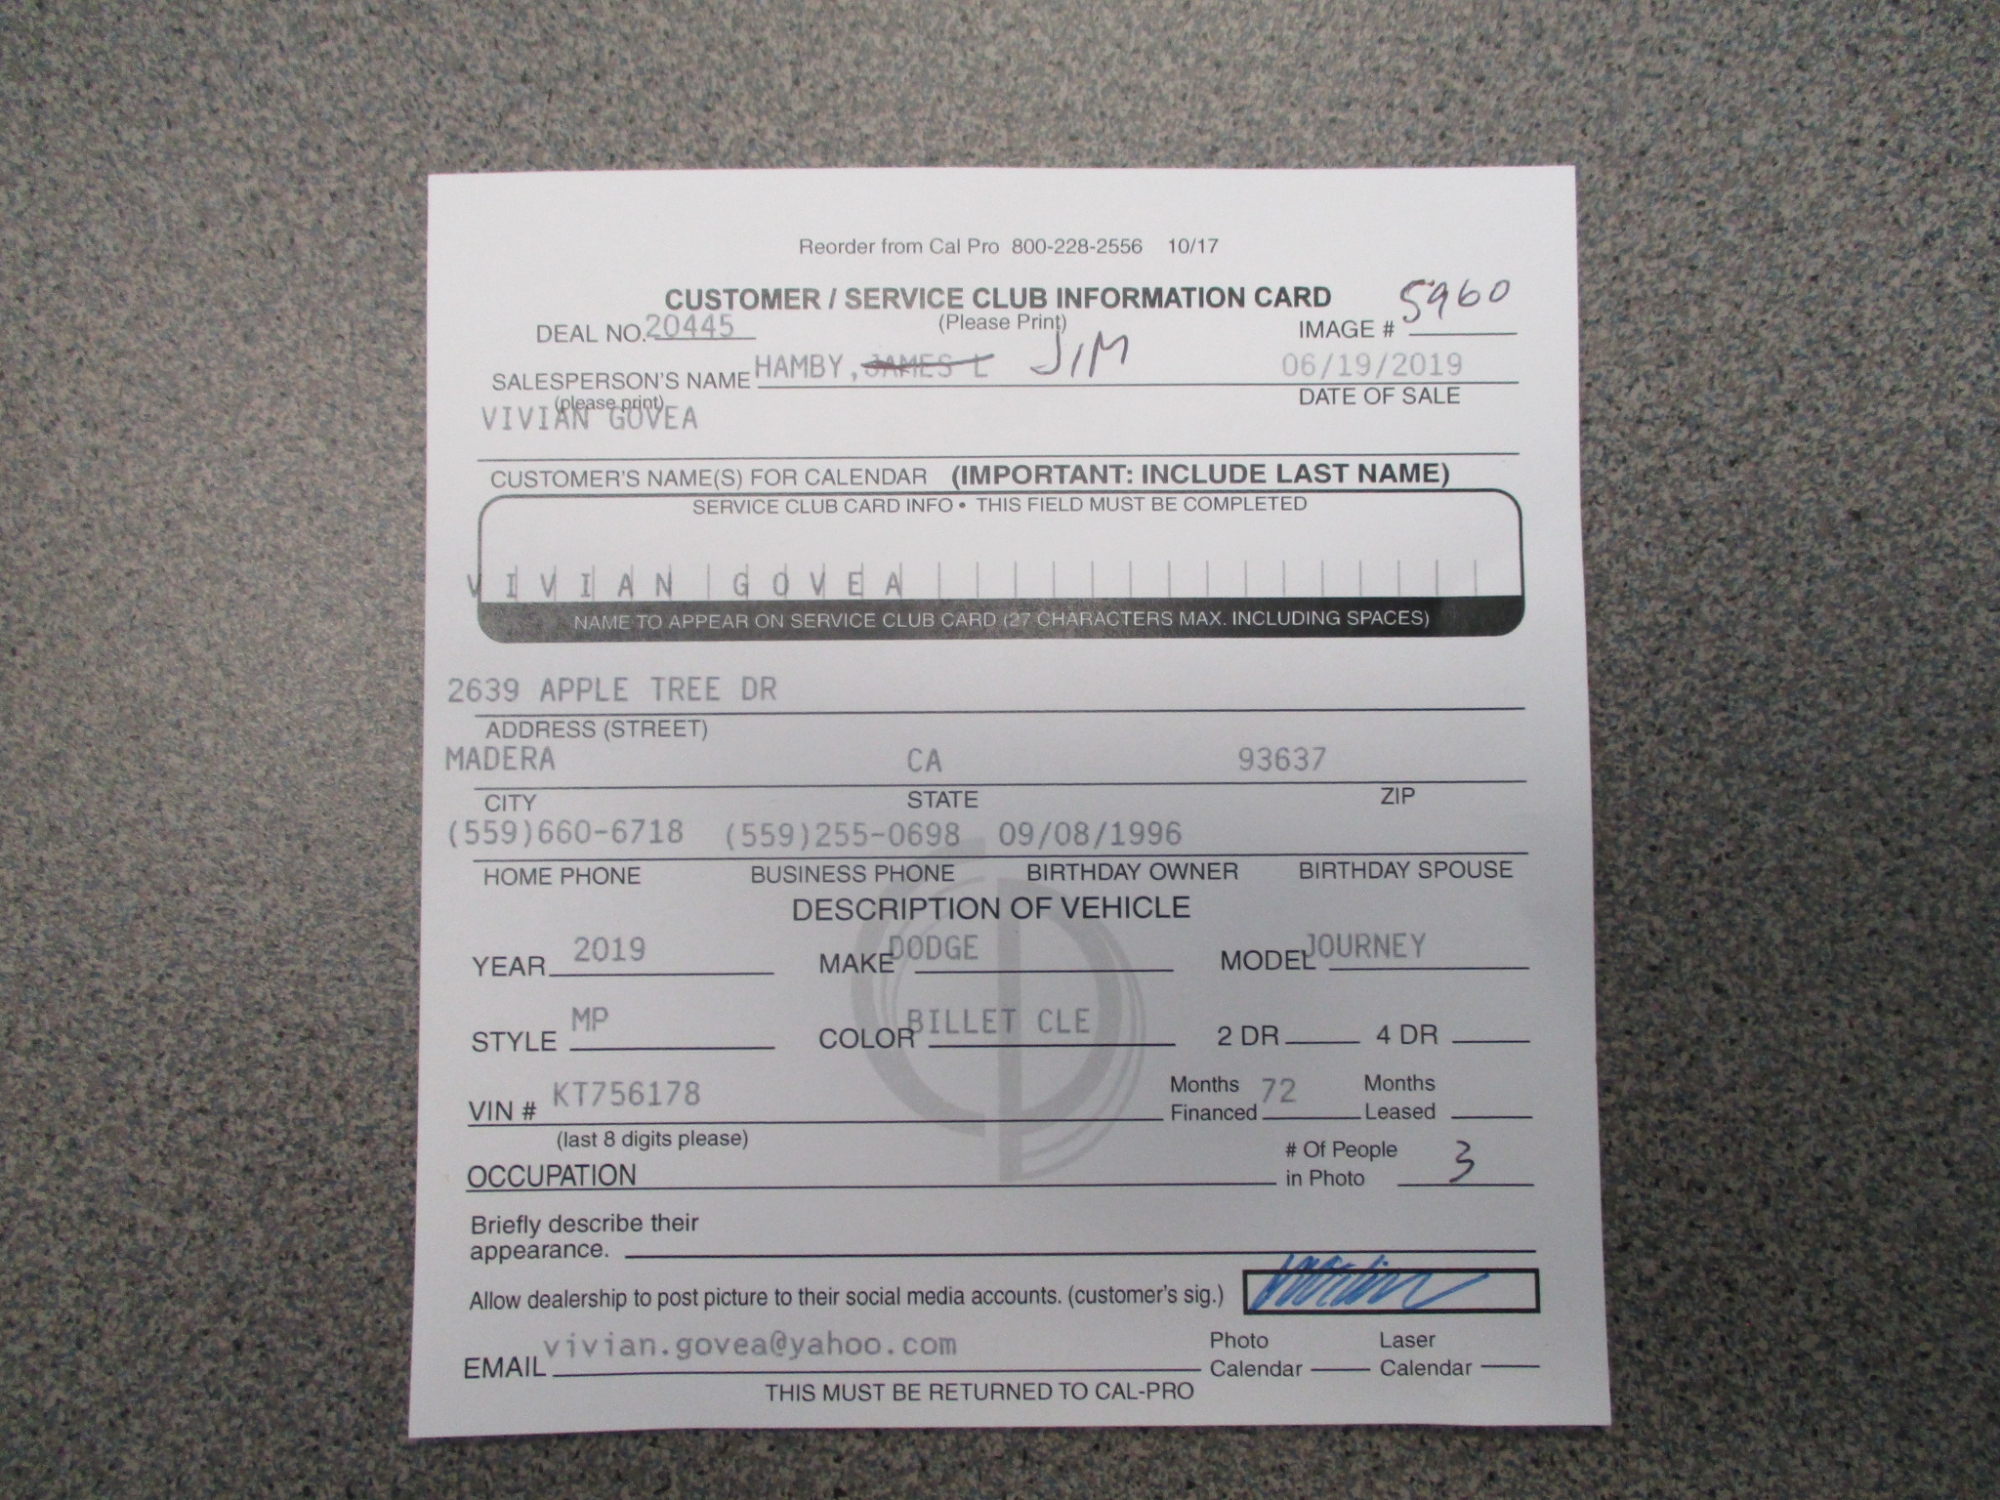 Reorder from Cal Pro 800-228-2556 10/17
CUSTOMER / SERVICE CLUB INFORMATION CARD
5960
DEAL NO. 20445 (Please Print) IMAGE #
SALESPERSON'S NAME HAMBY, JAMES L JIM 06/19/2019
(please print) DATE OF SALE
VIVIAN GOVEA
CUSTOMER'S NAME(S) FOR CALENDAR (IMPORTANT: INCLUDE LAST NAME)
SERVICE CLUB CARD INFO • THIS FIELD MUST BE COMPLETED
VIVIAN GOVEA
NAME TO APPEAR ON SERVICE CLUB CARD (27 CHARACTERS MAX. INCLUDING SPACES)
2639 APPLE TREE DR
ADDRESS (STREET)
MADERA CA 93637
CITY STATE ZIP
(559)660-6718 (559)255-0698 09/08/1996
HOME PHONE BUSINESS PHONE BIRTHDAY OWNER BIRTHDAY SPOUSE
DESCRIPTION OF VEHICLE
YEAR 2019 MAKE DODGE MODEL JOURNEY
STYLE MP COLOR BILLET CLE 2 DR 4 DR
VIN # KT756178 Months Financed 72 Months Leased
(last 8 digits please)
OCCUPATION # Of People in Photo 3
Briefly describe their
appearance.
Allow dealership to post picture to their social media accounts. (customer's sig.)
EMAIL vivian.govea@yahoo.com Photo Calendar Laser Calendar
THIS MUST BE RETURNED TO CAL-PRO